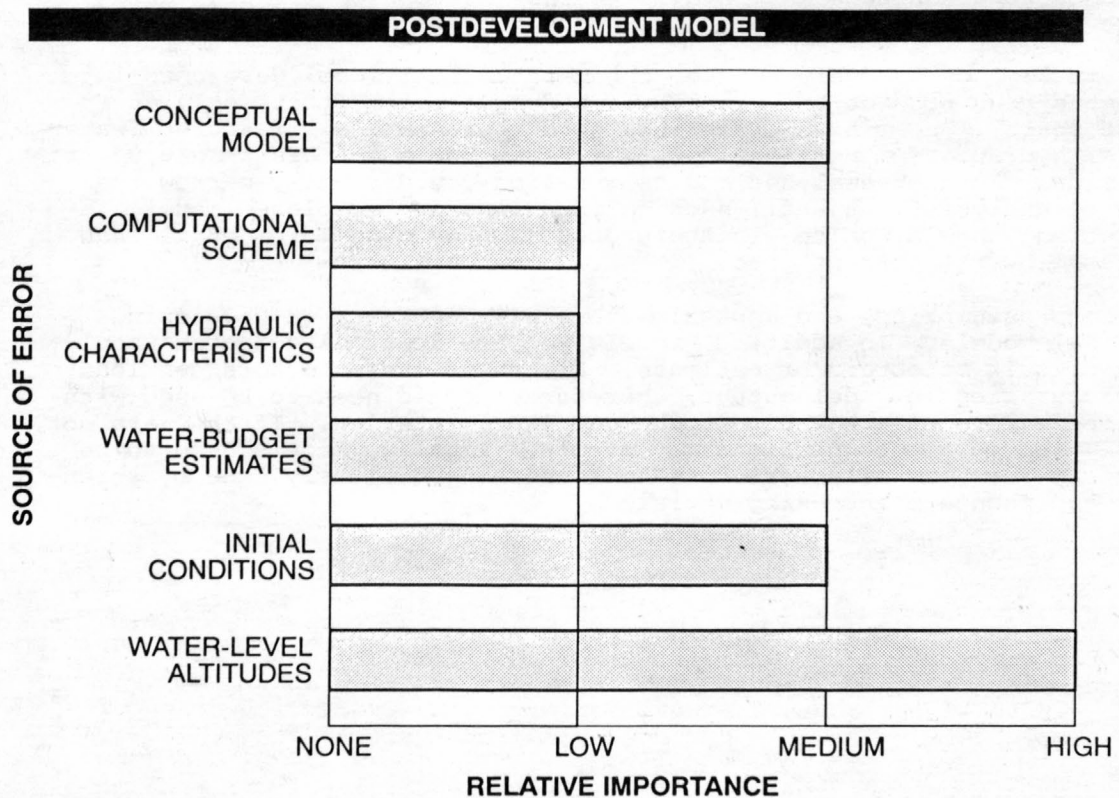 POSTDEVELOPMENT MODEL
CONCEPTUAL
MODEL
COMPUTATIONAL
SCHEME
HYDRAULIC
CHARACTERISTICS
WATER-BUDGET
ESTIMATES
INITIAL
CONDITIONS
WATER-LEVEL
ALTITUDES
SOURCE OF ERROR
NONE
LOW
MEDIUM
HIGH
RELATIVE IMPORTANCE